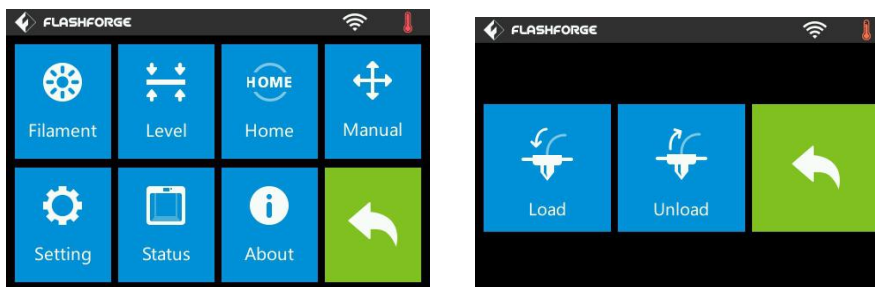 FLASHFORGE
Filament Level Home Manual
HOME
Setting Status About
FLASHFORGE
Load Unload